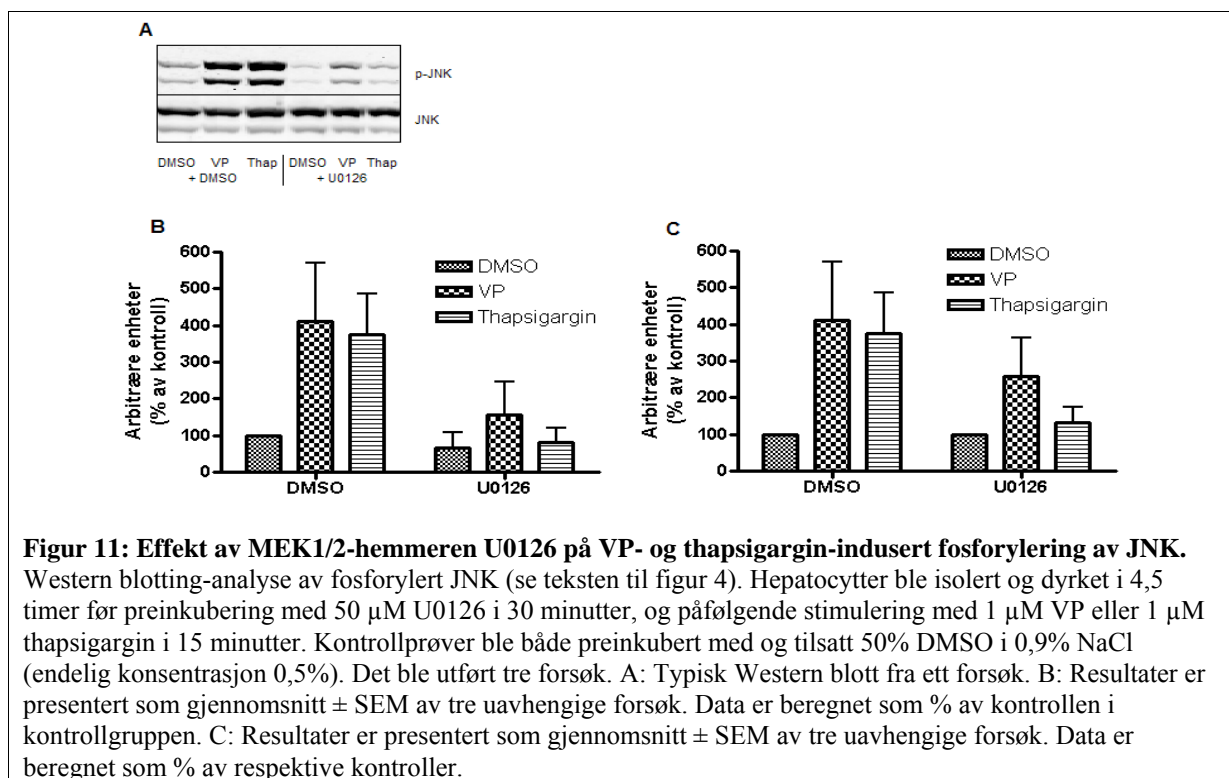 A
p-JNK
JNK
DMSO VP Thap DMSO VP Thap
+ DMSO + U0126
B
600
500
400
300
200
100
0
Arbitrære enheter
(% av kontroll)
DMSO
VP
Thapsigargin
DMSO U0126
C
600
500
400
300
200
100
0
Arbitrære enheter
(% av kontroll)
DMSO
VP
Thapsigargin
DMSO U0126
Figur 11: Effekt av MEK1/2-hemmeren U0126 på VP- og thapsigargin-indusert fosforylering av JNK.
Western blotting-analyse av fosforylert JNK (se teksten til figur 4). Hepatocytter ble isolert og dyrket i 4,5
timer før preinkubering med 50 µM U0126 i 30 minutter, og påfølgende stimulering med 1 µM VP eller 1 µM
thapsigargin i 15 minutter. Kontrollprøver ble både preinkubert med og tilsatt 50% DMSO i 0,9% NaCl
(endelig konsentrasjon 0,5%). Det ble utført tre forsøk. A: Typisk Western blott fra ett forsøk. B: Resultater er
presentert som gjennomsnitt ± SEM av tre uavhengige forsøk. Data er beregnet som % av kontrollen i
kontrollgruppen. C: Resultater er presentert som gjennomsnitt ± SEM av tre uavhengige forsøk. Data er
beregnet som % av respektive kontroller.